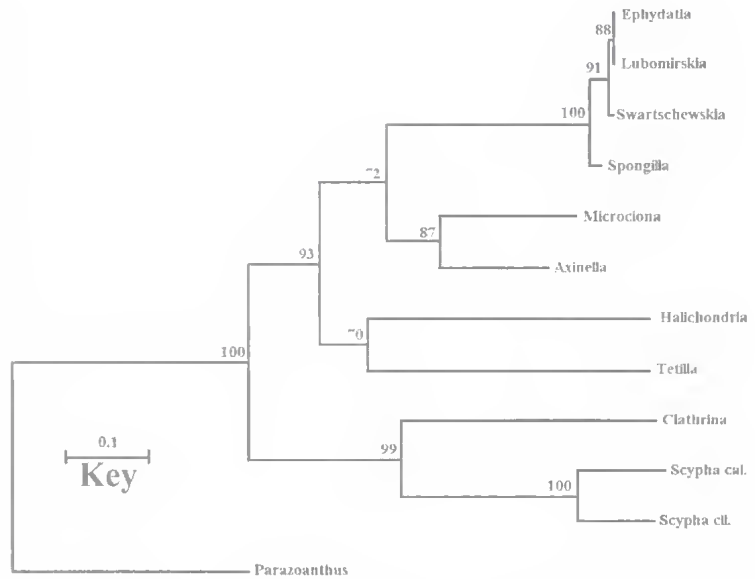 Ephydatia
88
Lubomirskia
91
Swartschewskia
100
Spongilla
72
Microciona
87
Axinella
93
Halichondria
70
Tetilla
100
Clathrina
0.1
99
Key
Scypha cal.
100
Scypha cil.
Parazoanthus